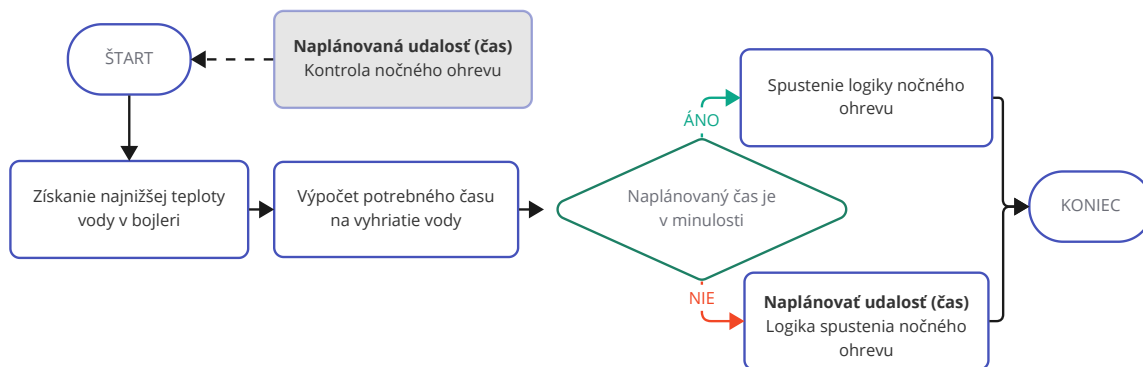 ŠTART
Naplánovaná udalosť (čas)
Kontrola nočného ohrevu
Získanie najnižšej teploty
vody v bojleri
Výpočet potrebného času
na vyhriatie vody
Naplánovaný čas je
v minulosti
ÁNO
Spustenie logiky nočného
ohrevu
NIE
Naplánovať udalosť (čas)
Logika spustenia nočného
ohrevu
KONIEC